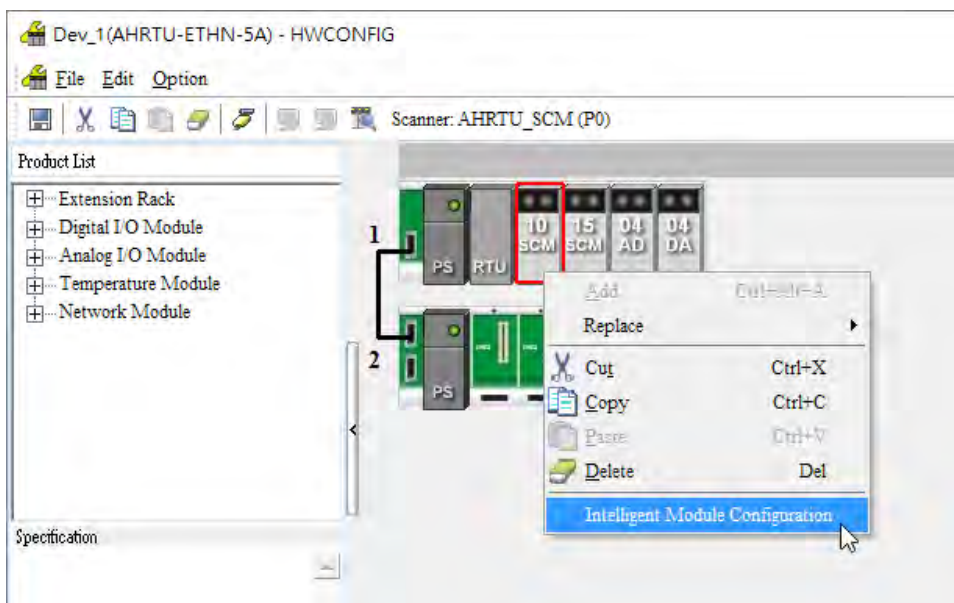 Dev_1(AHRTU-ETHN-5A) - HWCONFIG
File Edit Option
Scanner: AHRTU_SCM (P0)
Product List
Extension Rack
Digital I/O Module
Analog I/O Module
Temperature Module
Network Module
Specification
1
PS
RTU
10
SCM
15
SCM
04
AD
04
DA
2
PS
Add Ctrl+Alt+A
Replace
Cut Ctrl+X
Copy Ctrl+C
Paste Ctrl+V
Delete Del
Intelligent Module Configuration